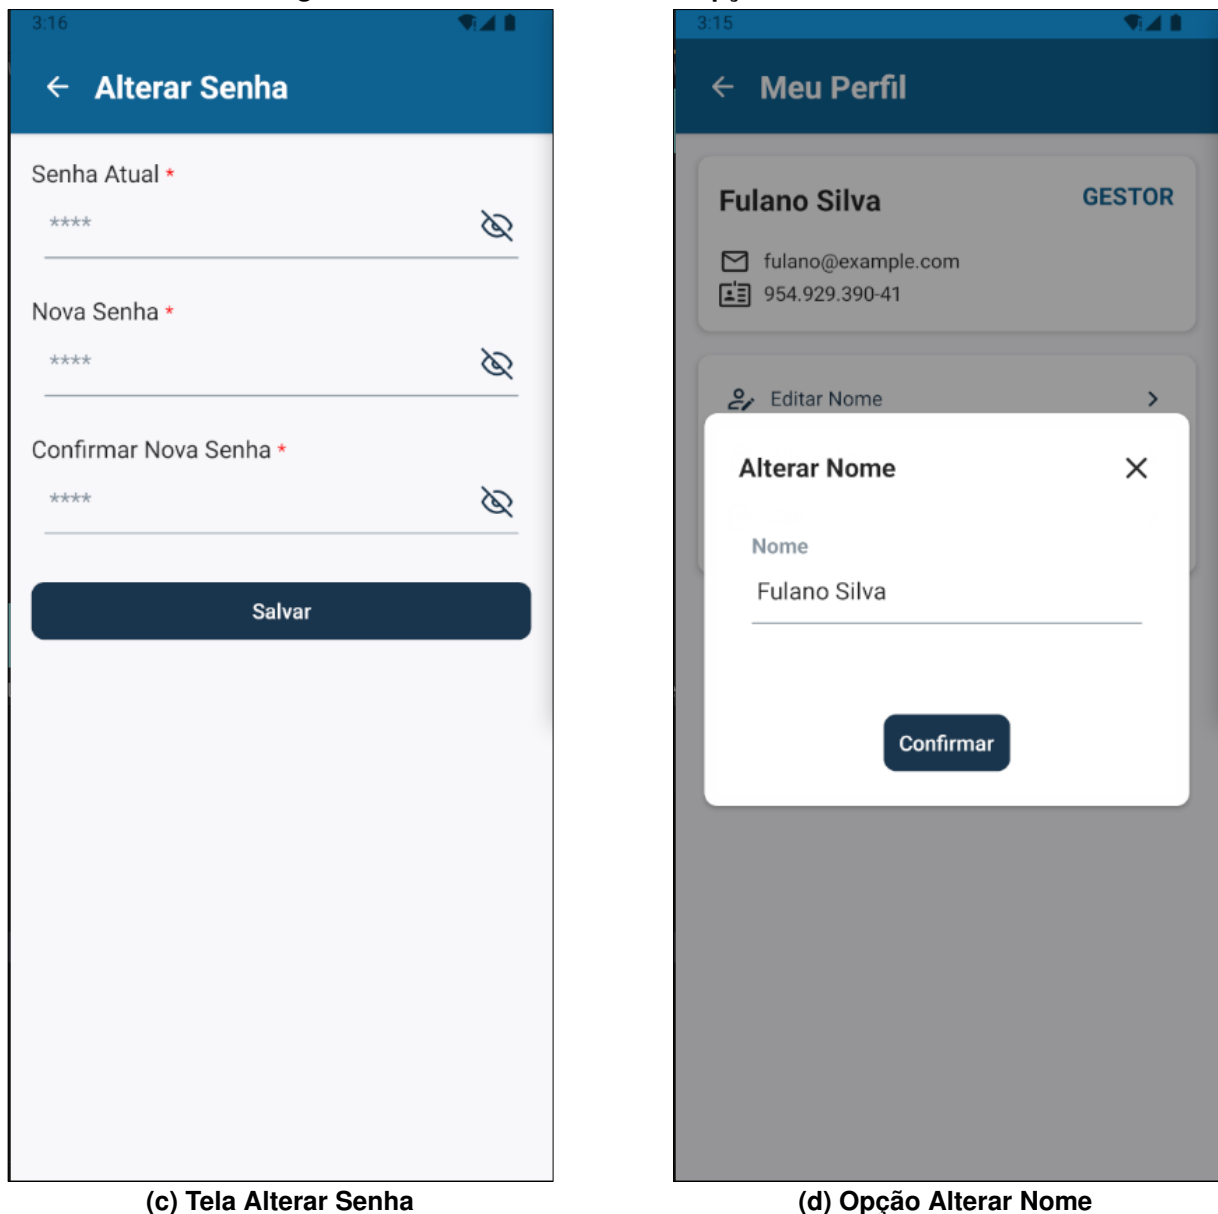 3:16
Alterar Senha
Senha Atual *
****
Nova Senha *
****
Confirmar Nova Senha *
****
Salvar
(c) Tela Alterar Senha
3:15
Meu Perfil
Fulano Silva GESTOR
fulano@example.com
954.929.390-41
Editar Nome
Alterar Nome
Nome
Fulano Silva
Confirmar
(d) Opção Alterar Nome